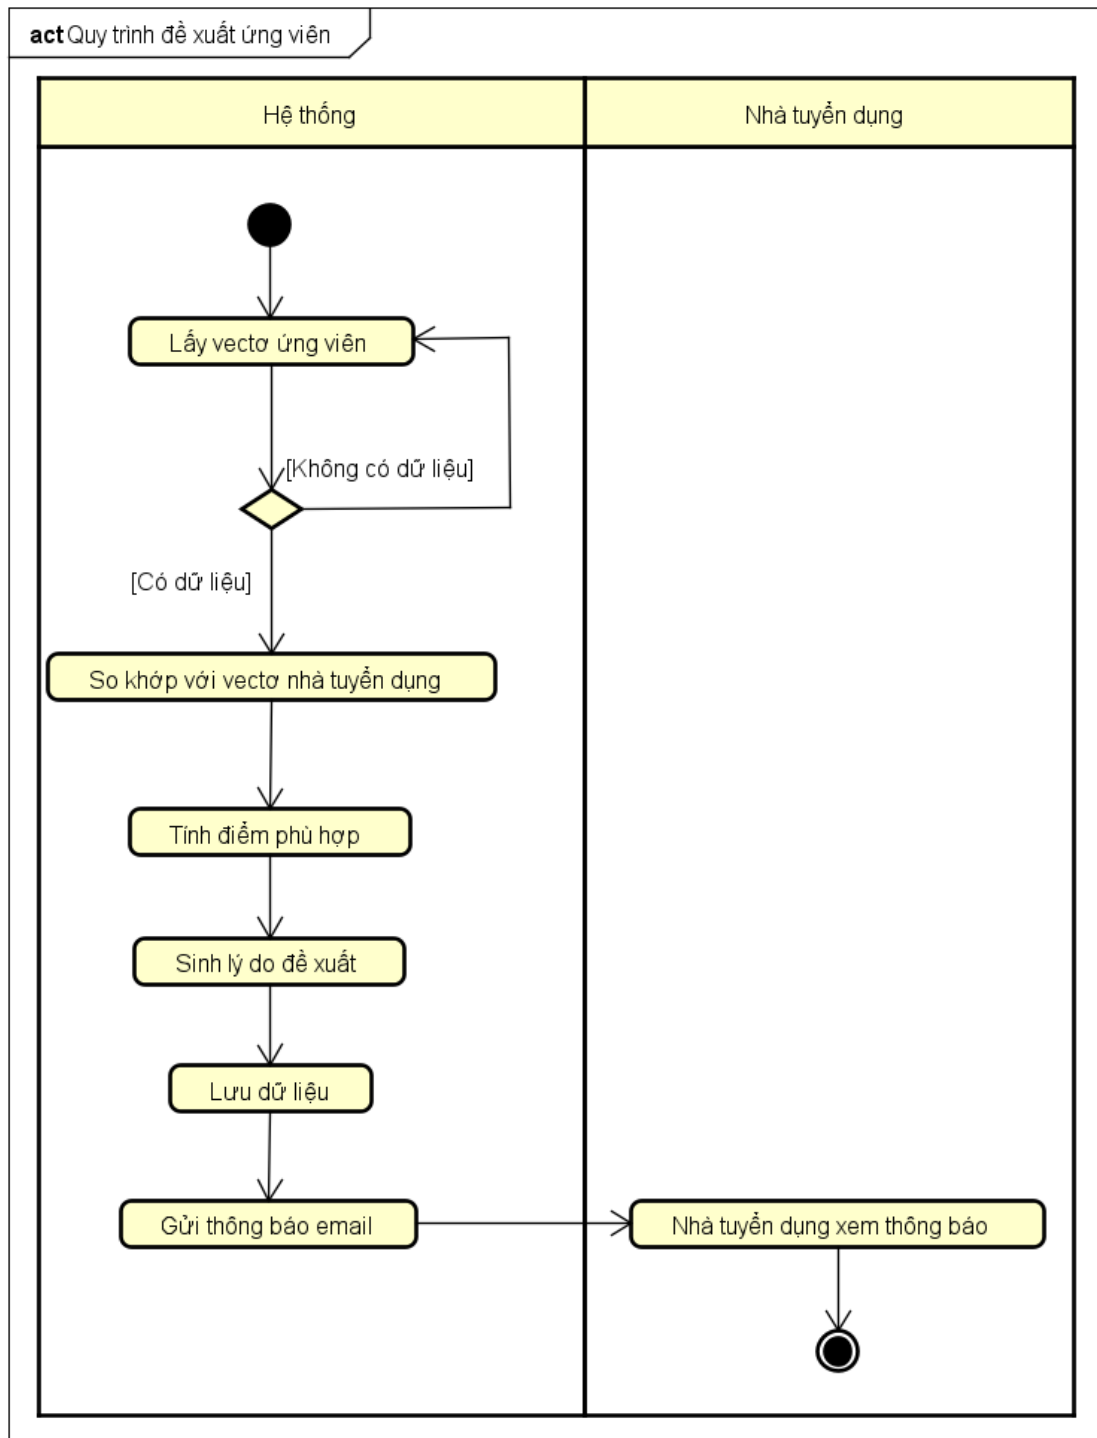 act Quy trình đề xuất ứng viên
Hệ thống
Nhà tuyển dụng
Lấy vectơ ứng viên
[Không có dữ liệu]
[Có dữ liệu]
So khớp với vectơ nhà tuyển dụng
Tính điểm phù hợp
Sinh lý do đề xuất
Lưu dữ liệu
Gửi thông báo email
Nhà tuyển dụng xem thông báo